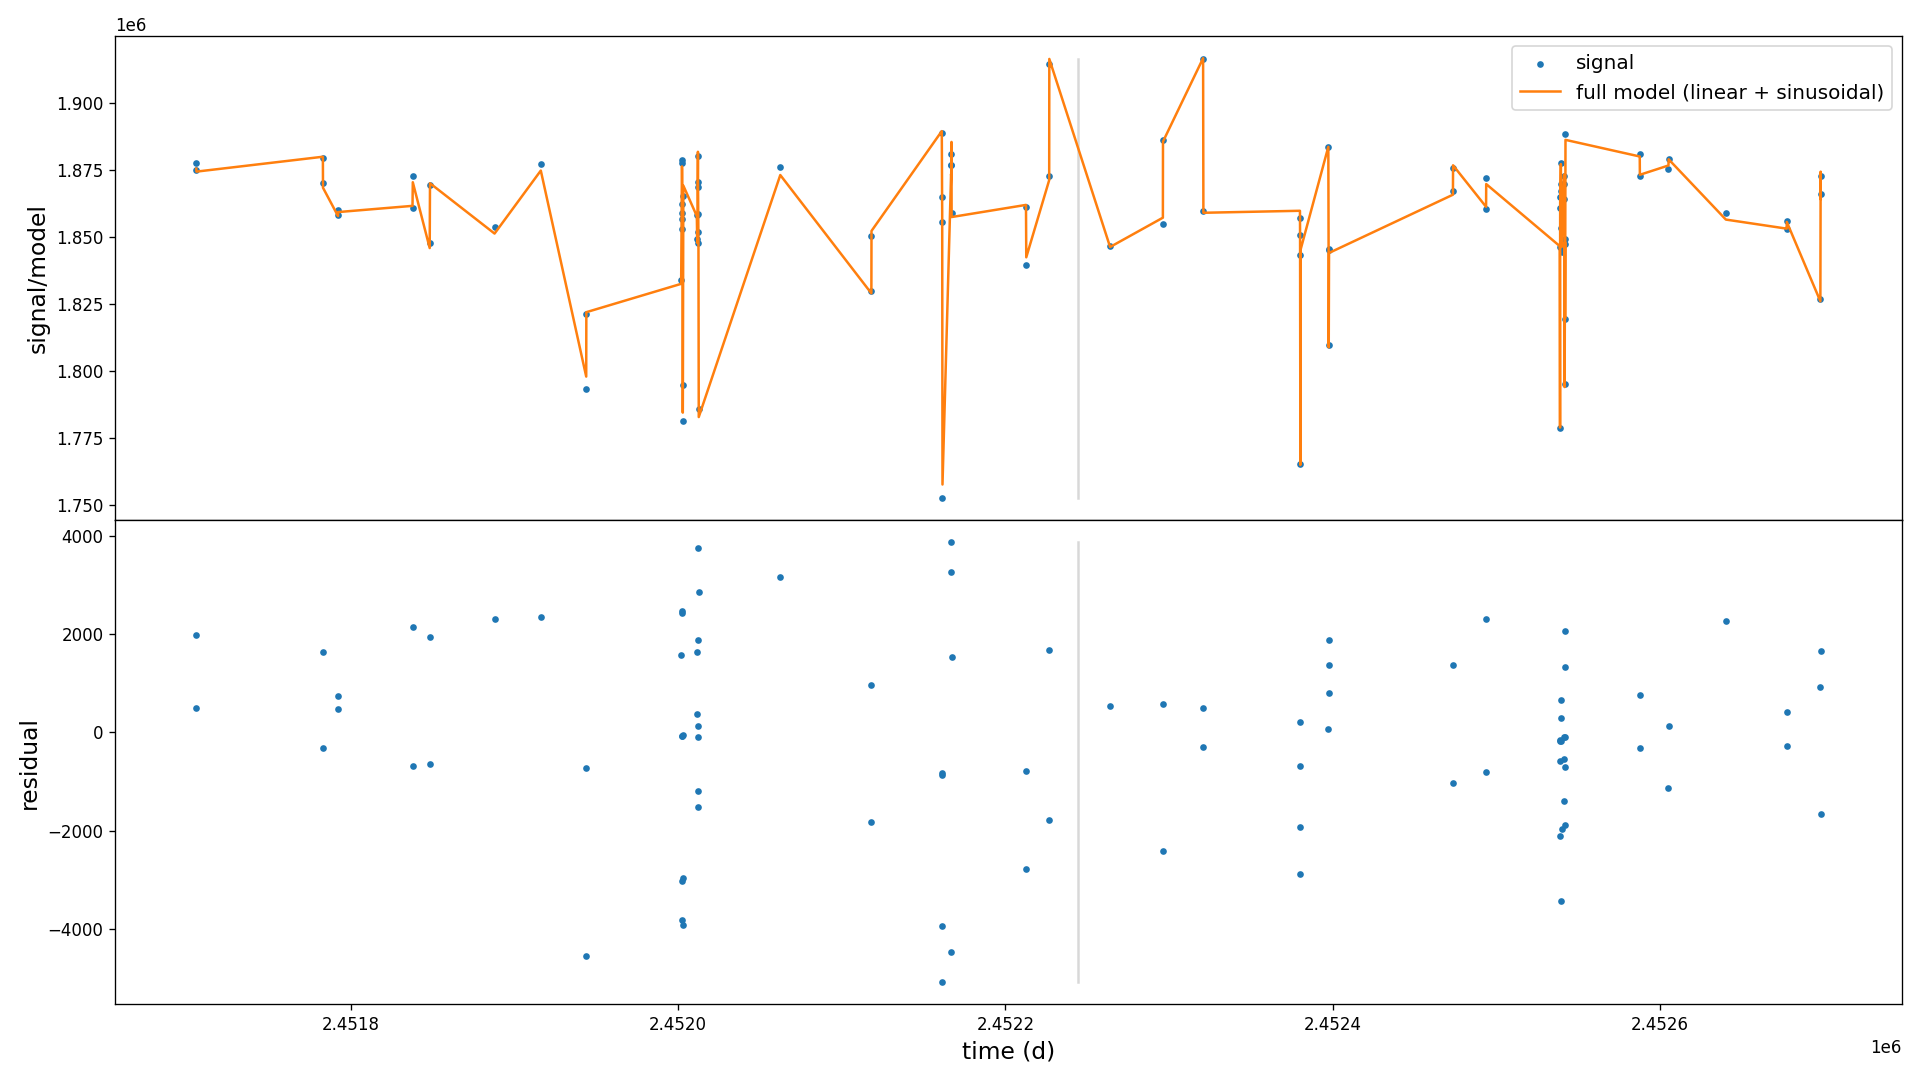 1e6
signal
full model (linear + sinusoidal)
1.900
1.875
1.850
1.825
1.800
1.775
1.750
signal/model
4000
2000
0
−2000
−4000
residual
2.4518
2.4520
2.4522
2.4524
2.4526
time (d)
1e6